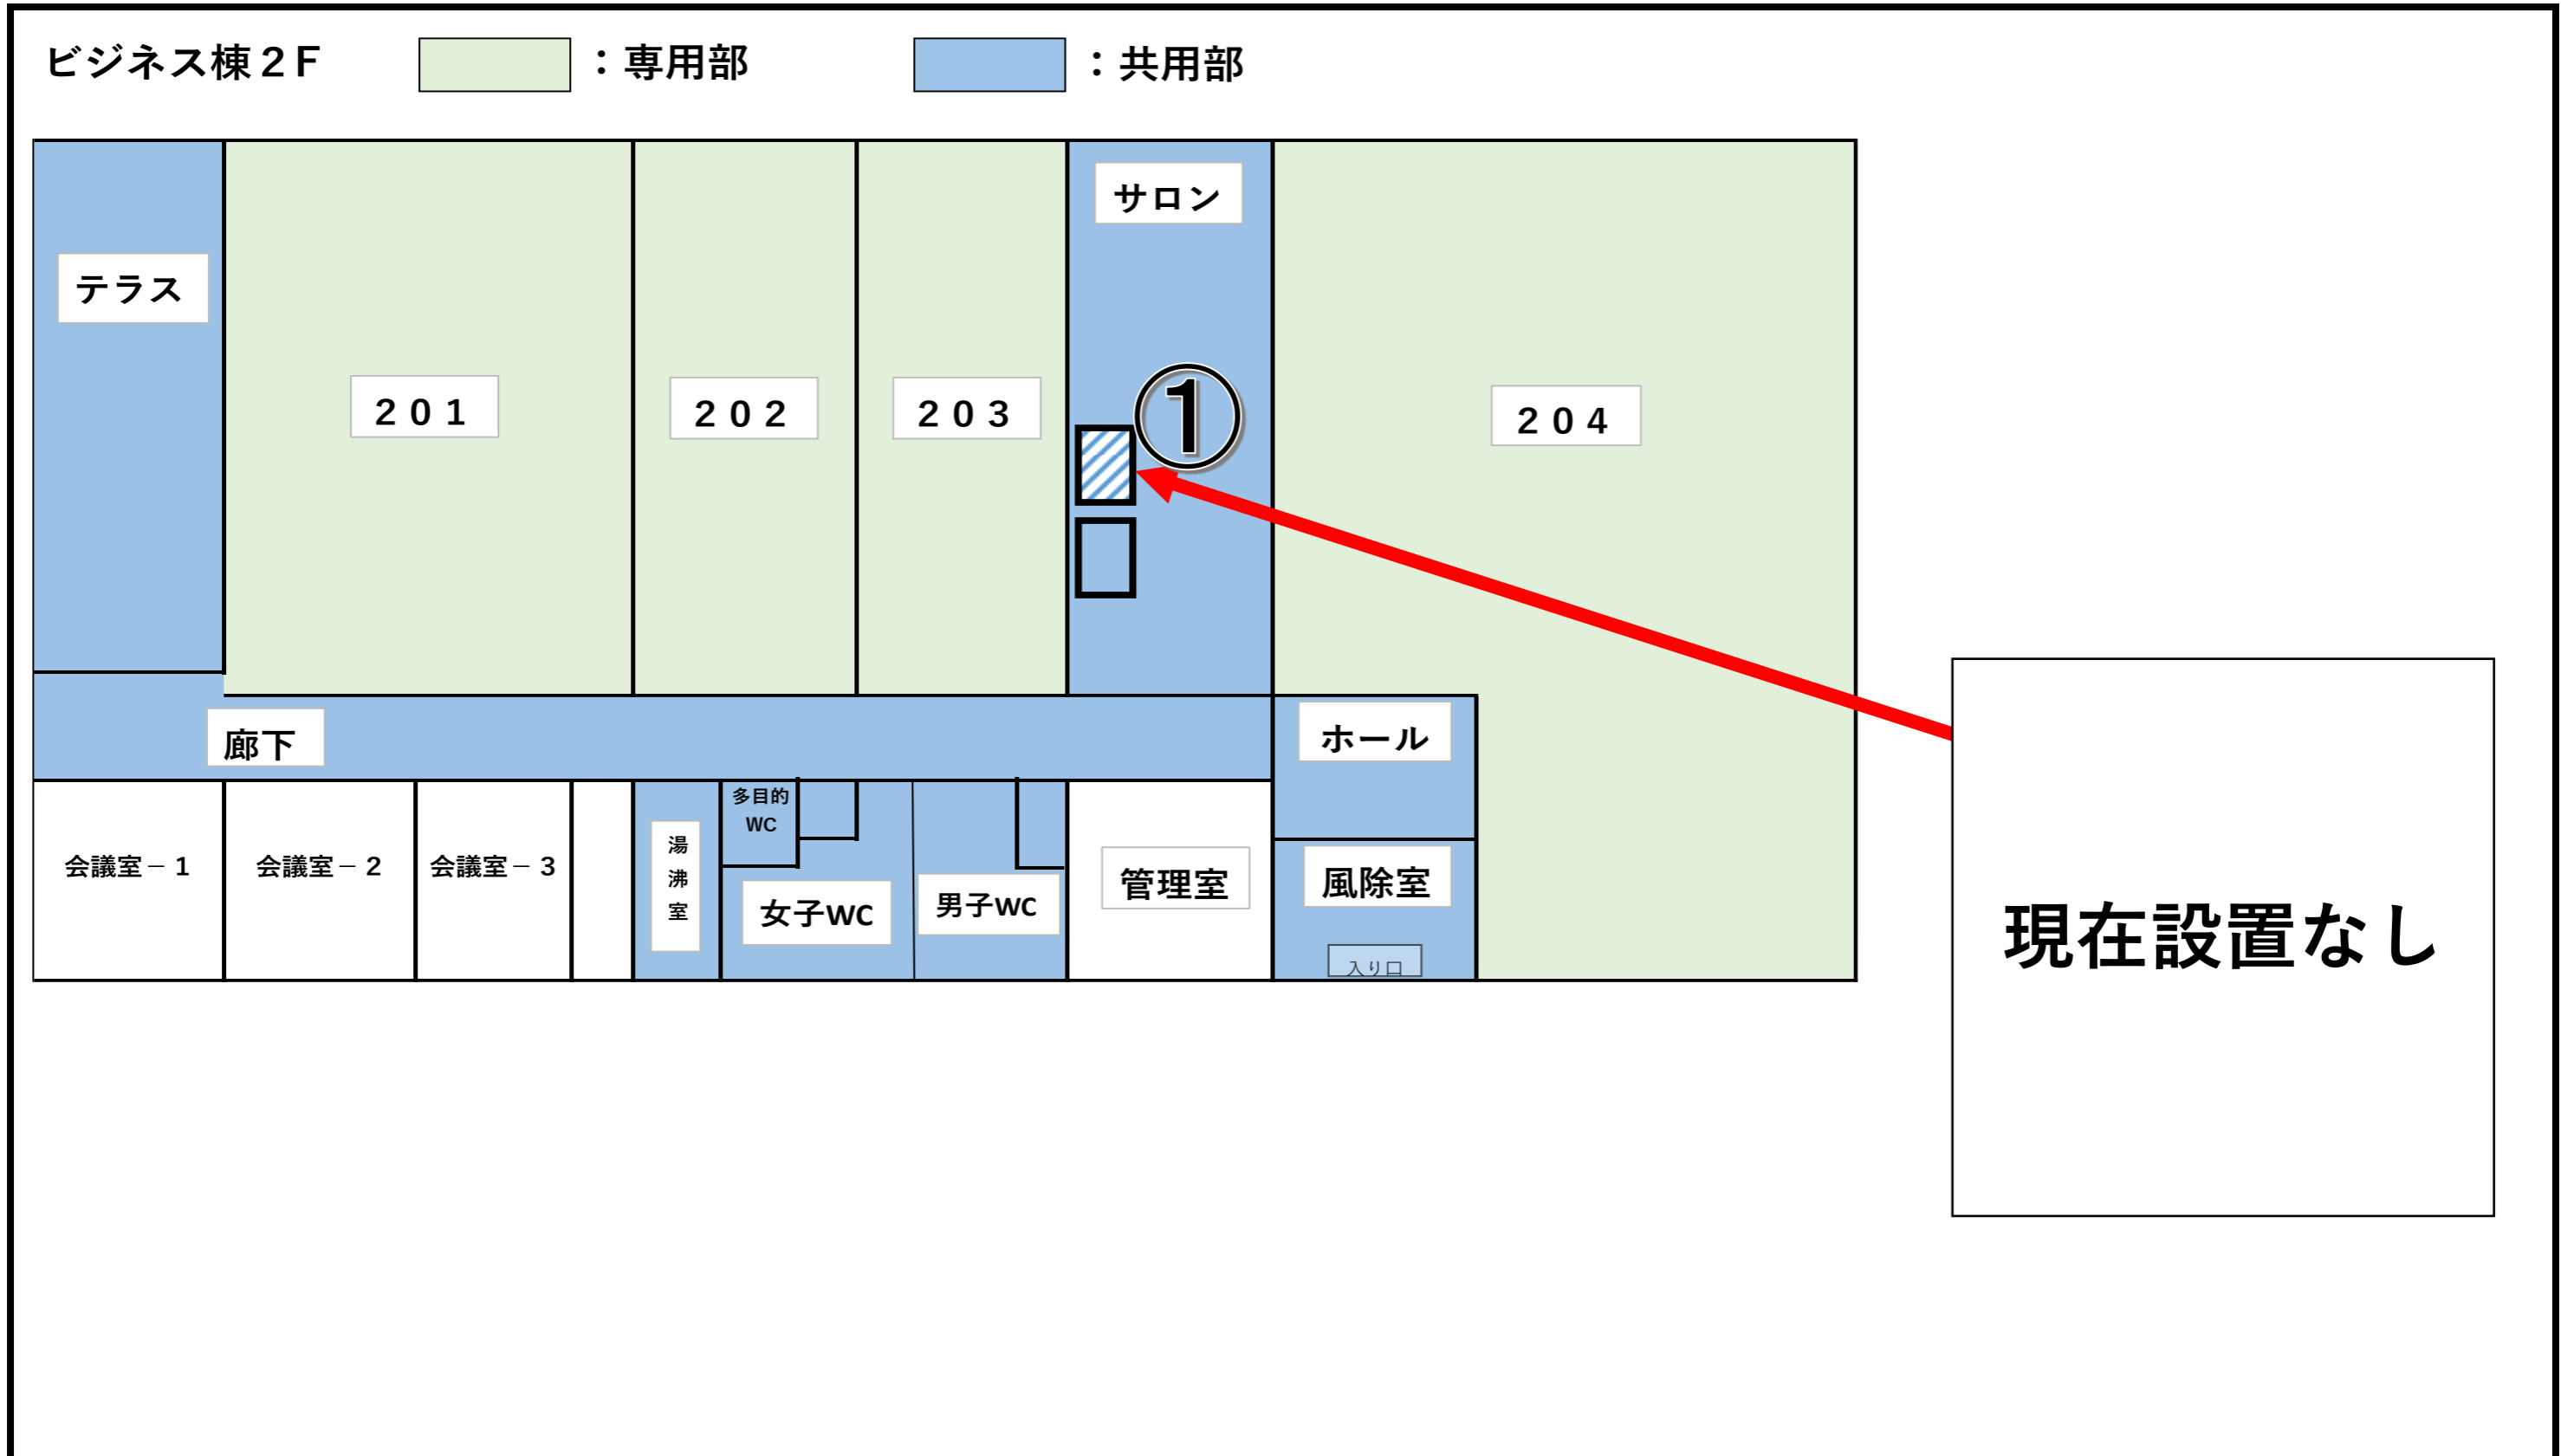 ビジネス棟２Ｆ
：専用部
：共用部
サロン
テラス
２０１
２０２
２０３
①
２０４
廊下
ホール
多目的
WC
湯
沸
室
会議室－１
会議室－２
会議室－３
女子WC
男子WC
管理室
風除室
入り口
現在設置なし